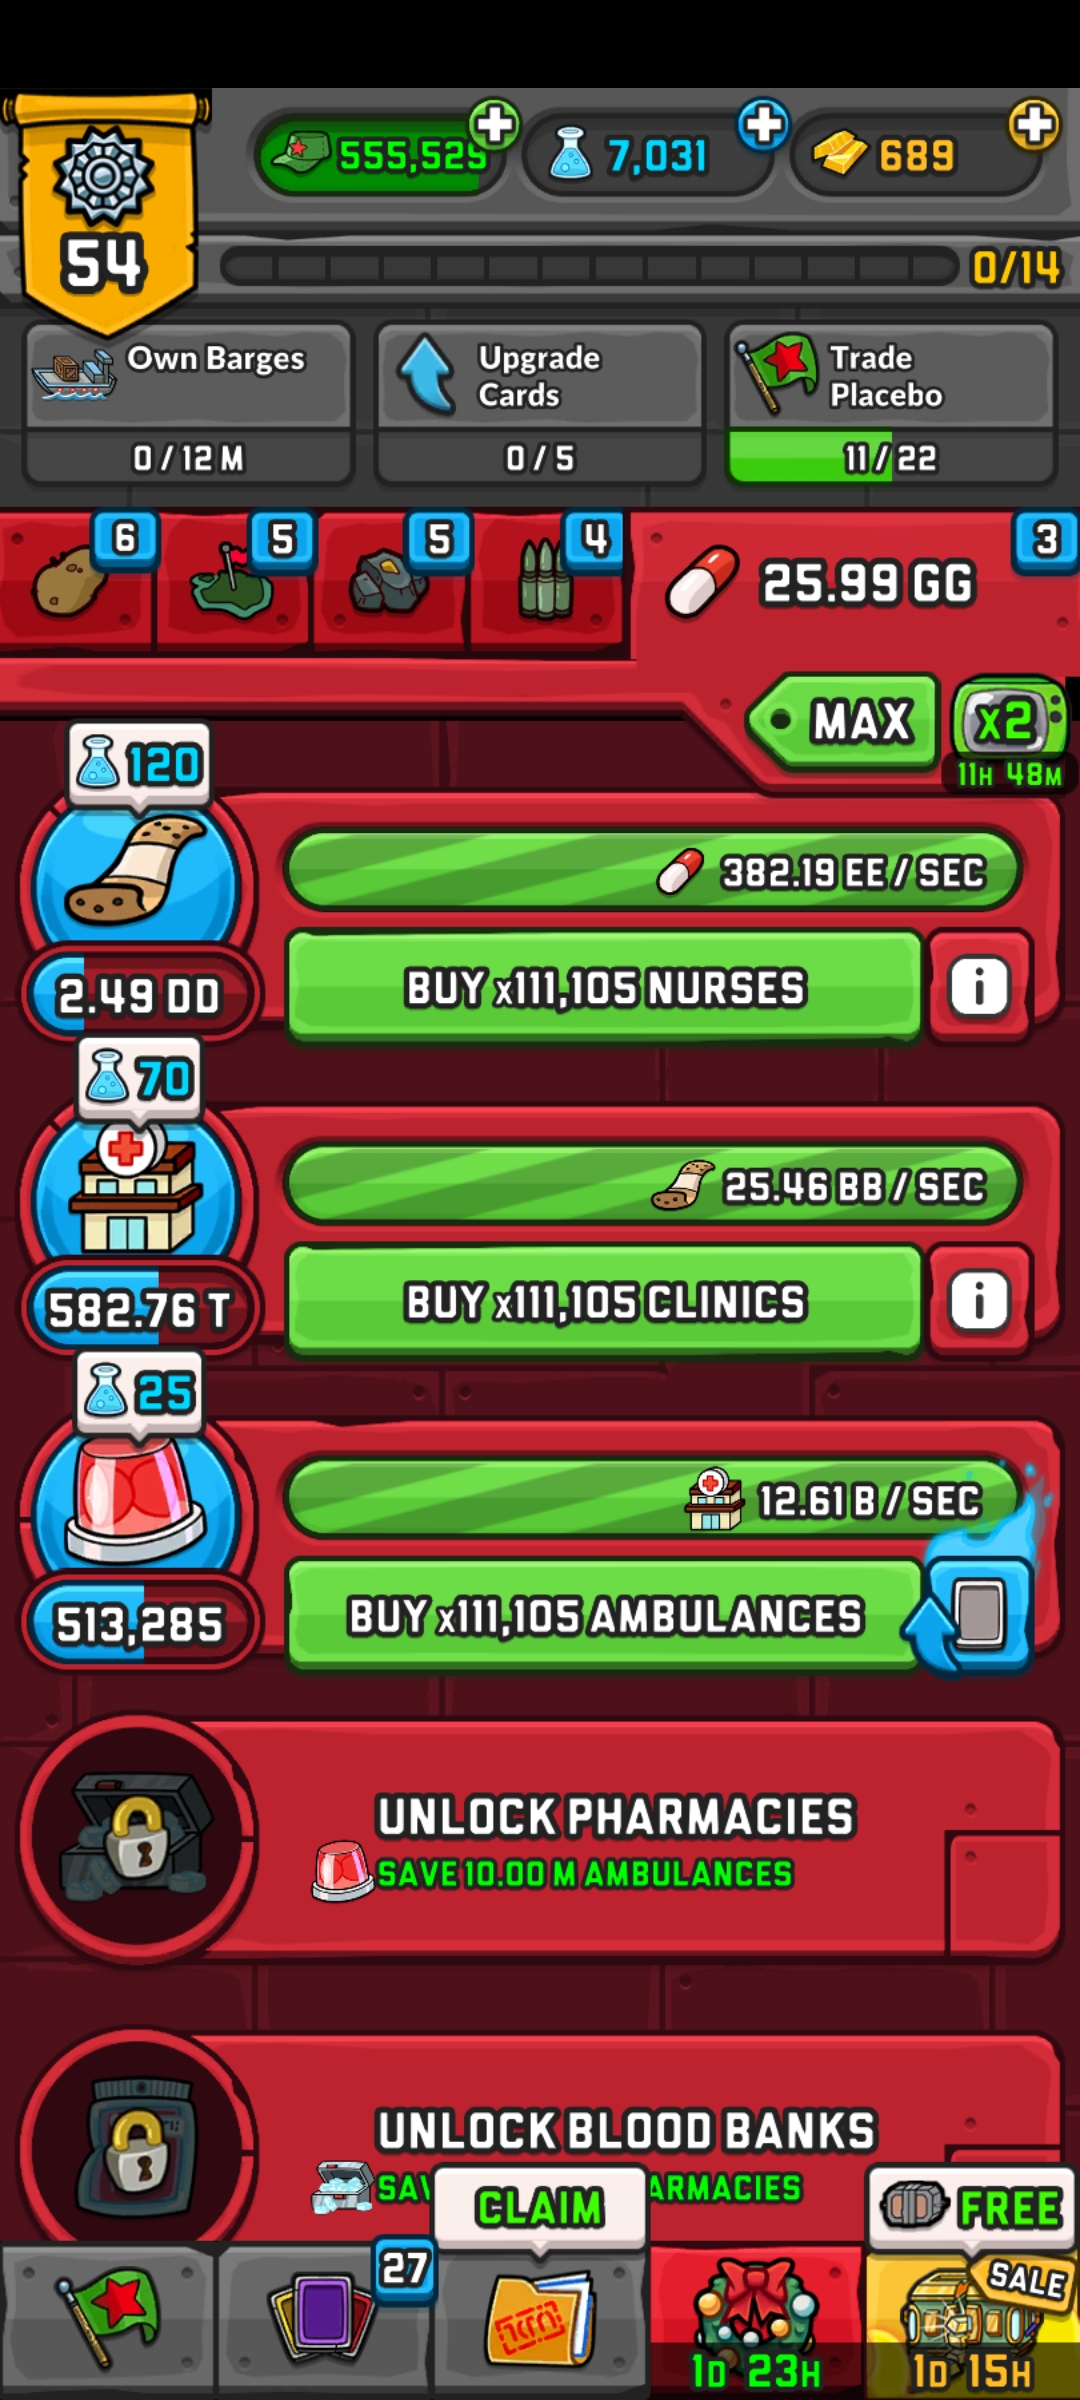 555,529
7,031
689
54
0/14
Own Barges
0 / 12 M
Upgrade
Cards
0 / 5
Trade
Placebo
11 / 22
6
5
5
4
25.99 GG
3
MAX
x2
11H 48M
120
382.19 EE / SEC
2.49 DD
BUY x111,105 NURSES
i
70
25.46 BB / SEC
582.76 T
BUY x111,105 CLINICS
i
25
12.61 B / SEC
513,285
BUY x111,105 AMBULANCES
UNLOCK PHARMACIES
SAVE 10.00 M AMBULANCES
UNLOCK BLOOD BANKS
CLAIM
FREE
27
SALE
1D 23H
1D 15H